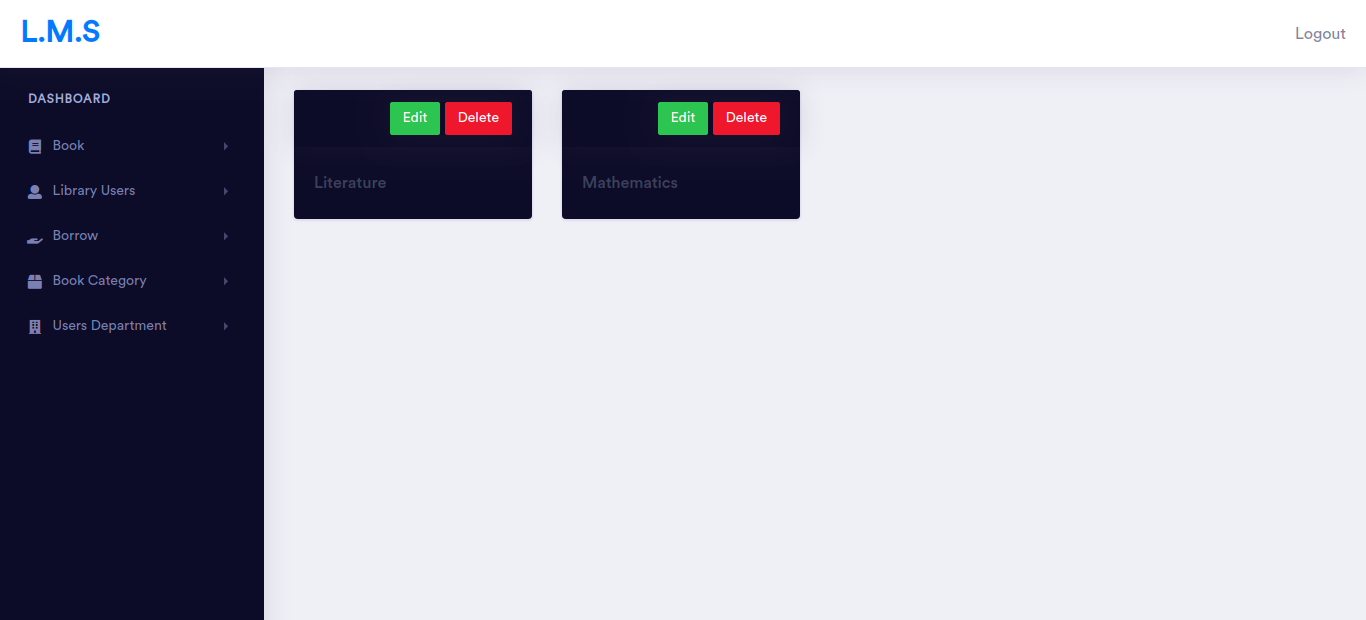 L.M.S
Logout
DASHBOARD
Book
Library Users
Borrow
Book Category
Users Department
Edit Delete
Literature
Edit Delete
Mathematics